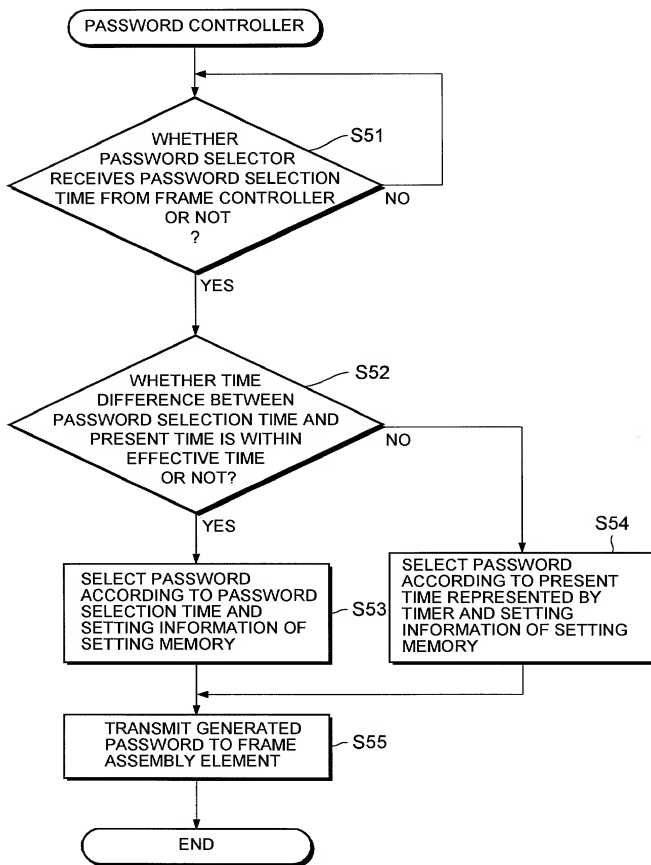 PASSWORD CONTROLLER
S51
WHETHER
PASSWORD SELECTOR
RECEIVES PASSWORD SELECTION
TIME FROM FRAME CONTROLLER
OR NOT
?
NO
YES
S52
WHETHER TIME
DIFFERENCE BETWEEN
PASSWORD SELECTION TIME AND
PRESENT TIME IS WITHIN
EFFECTIVE TIME
OR NOT?
NO
YES
S53
SELECT PASSWORD
ACCORDING TO PASSWORD
SELECTION TIME AND
SETTING INFORMATION OF
SETTING MEMORY
S54
SELECT PASSWORD
ACCORDING TO PRESENT
TIME REPRESENTED BY
TIMER AND SETTING
INFORMATION OF SETTING
MEMORY
TRANSMIT GENERATED
PASSWORD TO FRAME
ASSEMBLY ELEMENT
S55
END